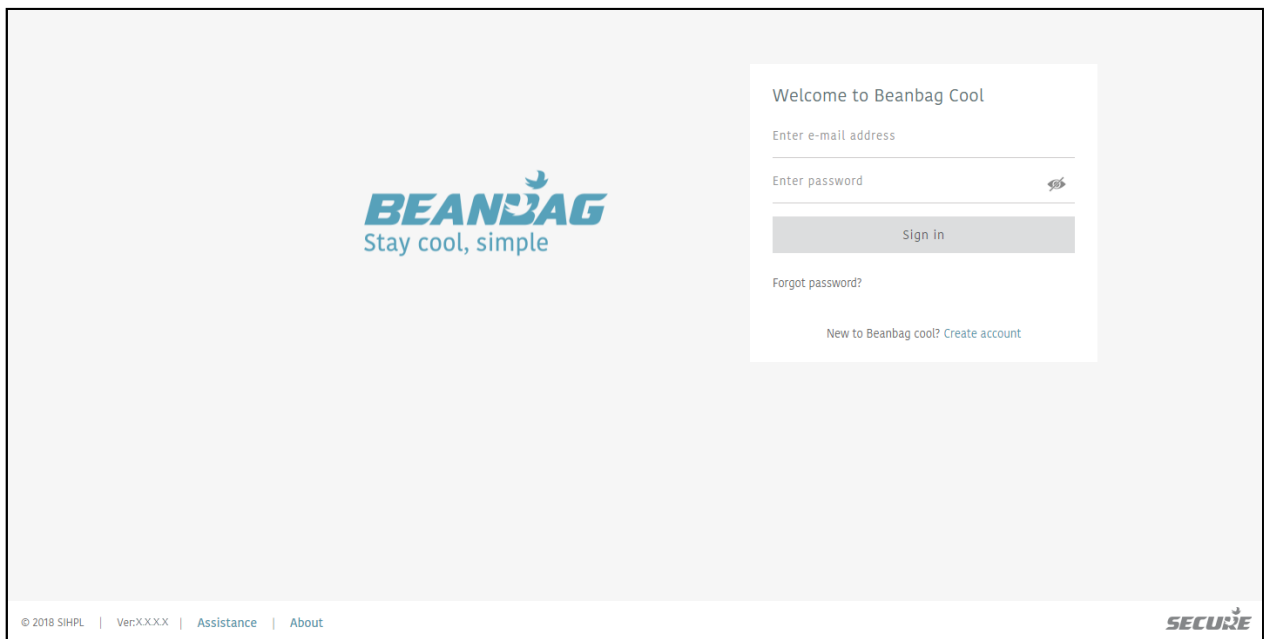 Welcome to Beanbag Cool
Enter e-mail address
Enter password
Sign in
Forgot password?
New to Beanbag cool? Create account
BEANBAG
Stay cool, simple
© 2018 SIHPL | Ver:X.X.X.X | Assistance | About
SECURE